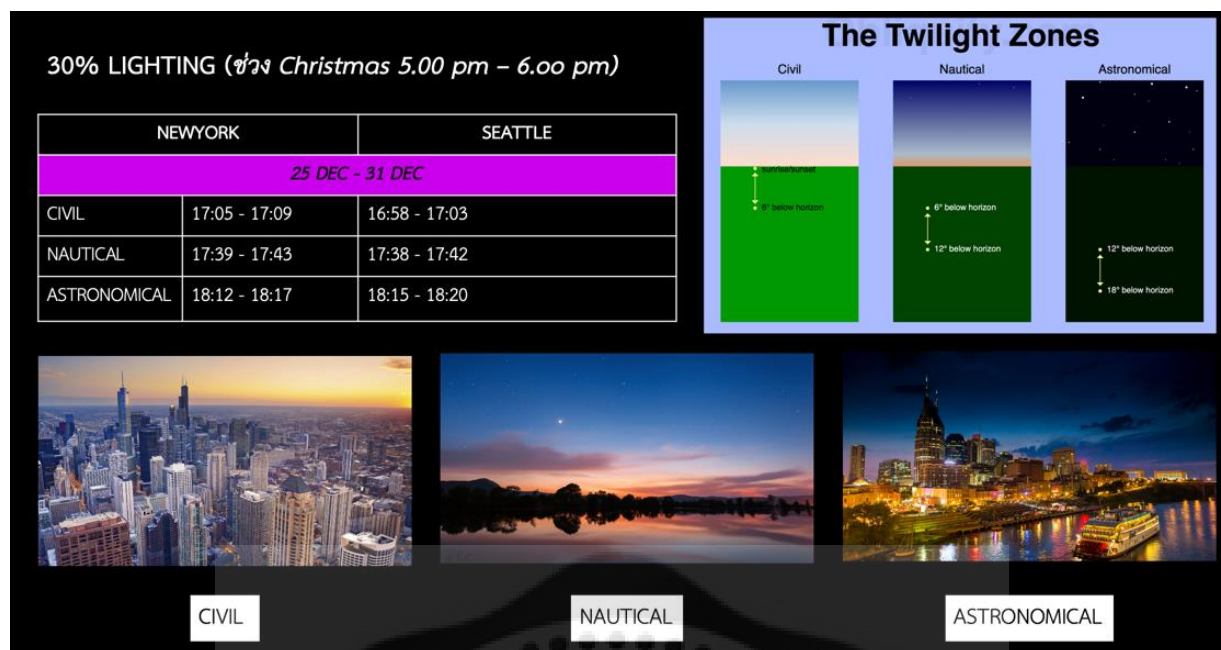 30% LIGHTING (ช่วง Christmas 5.00 pm – 6.oo pm)
NEWYORK SEATTLE
25 DEC - 31 DEC
CIVIL 17:05 - 17:09 16:58 - 17:03
NAUTICAL 17:39 - 17:43 17:38 - 17:42
ASTRONOMICAL 18:12 - 18:17 18:15 - 18:20
The Twilight Zones
Civil Nautical Astronomical
sunrise/sunset
6° below horizon
6° below horizon
12° below horizon
12° below horizon
18° below horizon
CIVIL NAUTICAL ASTRONOMICAL